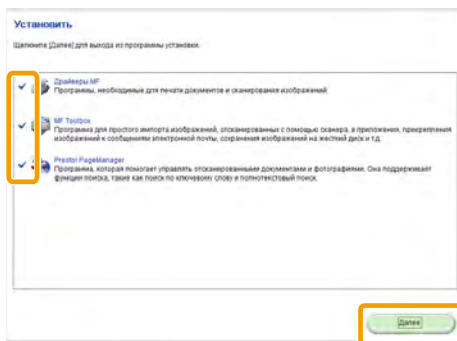 Установить
Щелкните [Далее] для выхода из программы установки.
Драйверы MF
Программы, необходимые для печати документов и сканирования изображений.
MF Toolbox
Программа для простого импорта изображений, отсканированных с помощью сканера, в приложения, прикрепления
изображений к сообщениям электронной почты, сохранения изображений на жесткий диск и т.д.
Presto! PageManager
Программа, которая помогает управлять отсканированными документами и фотографиями. Она поддерживает
функции поиска, такие как поиск по ключевому слову и полнотекстовый поиск.
Далее